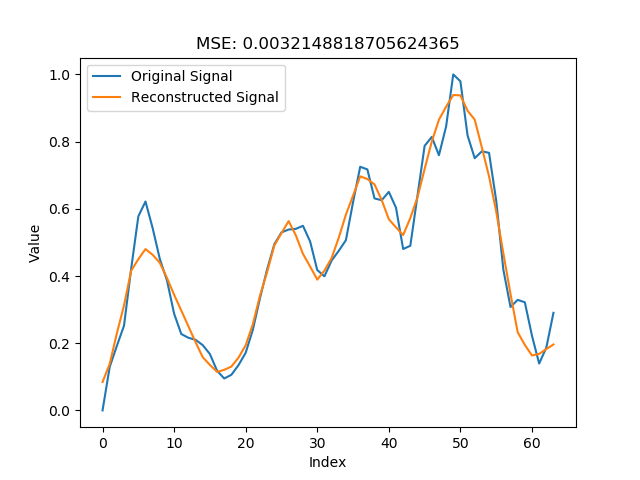 MSE: 0.0032148818705624365
Original Signal
Reconstructed Signal
1.0
0.8
0.6
0.4
0.2
0.0
Value
0 10 20 30 40 50 60
Index